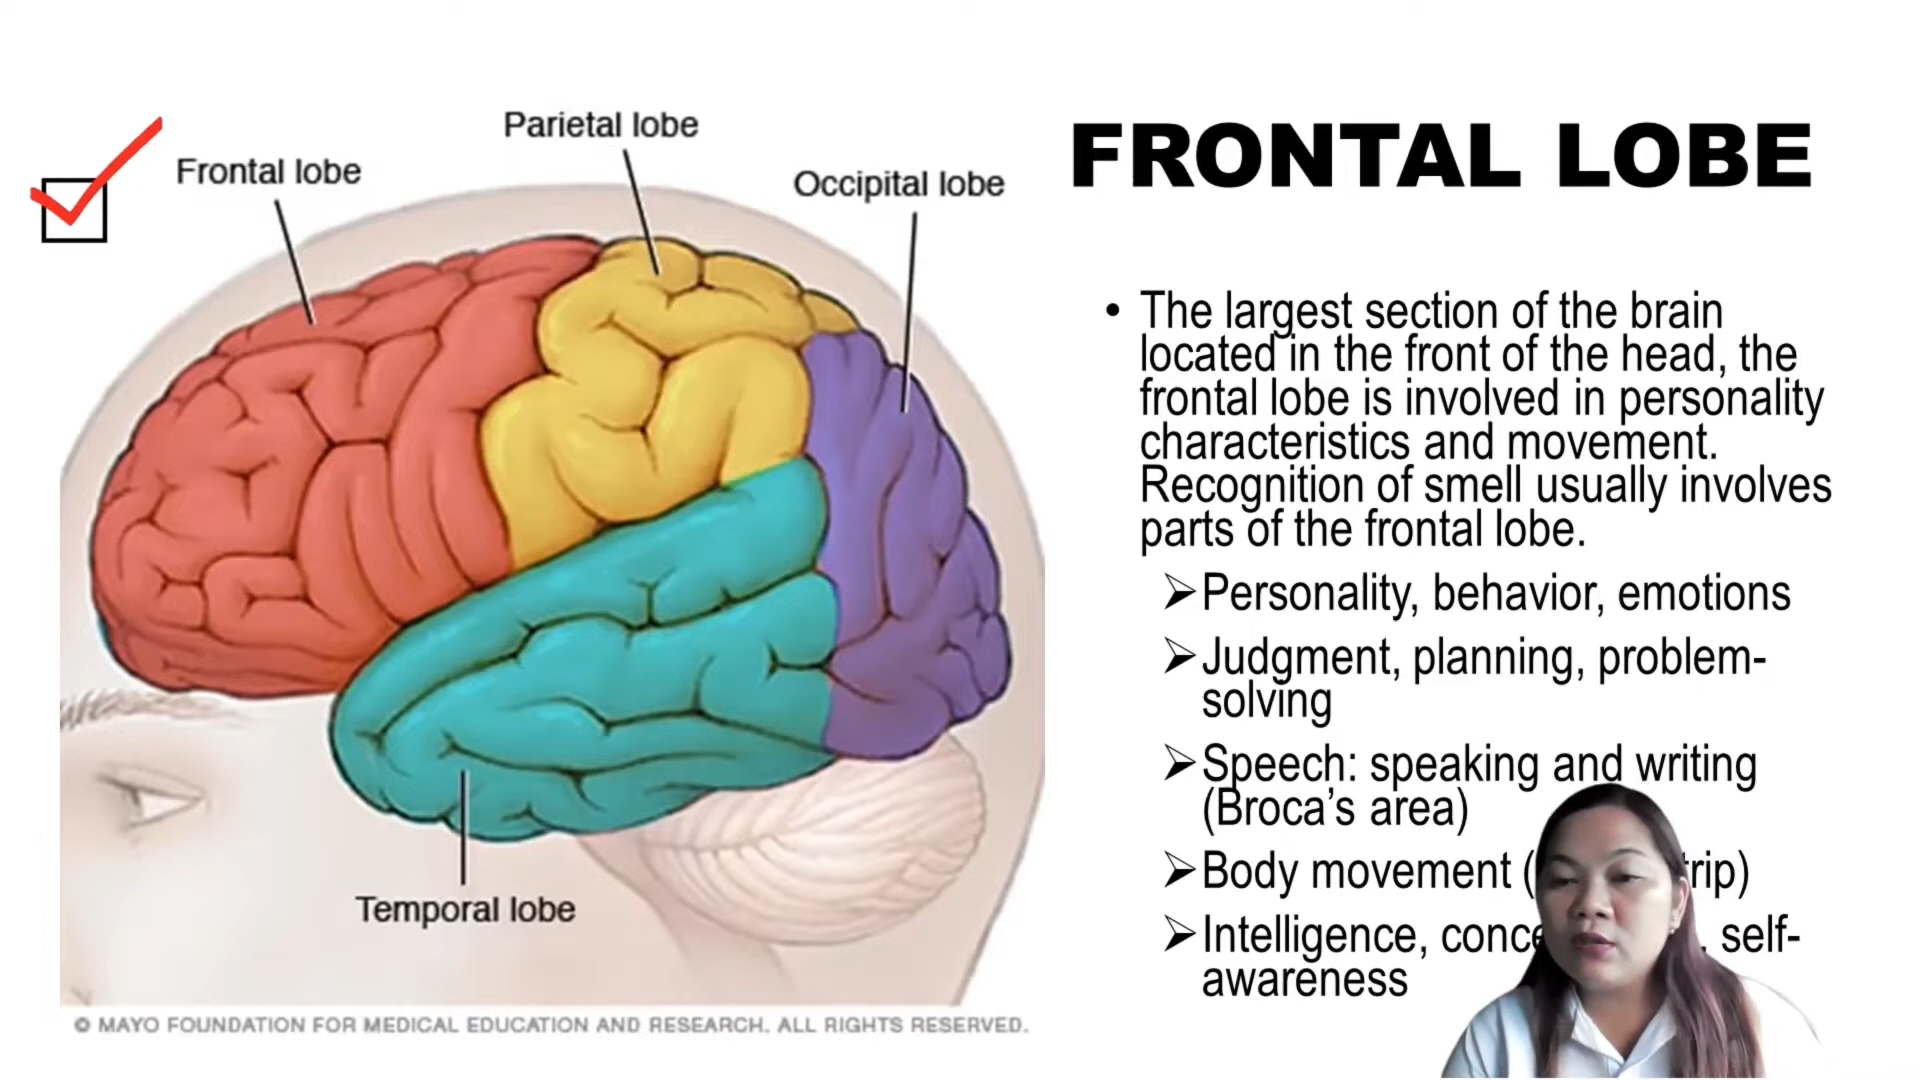 Parietal lobe
Frontal lobe
Occipital lobe
Temporal lobe
© MAYO FOUNDATION FOR MEDICAL EDUCATION AND RESEARCH. ALL RIGHTS RESERVED.
FRONTAL LOBE
• The largest section of the brain
located in the front of the head, the
frontal lobe is involved in personality
characteristics and movement.
Recognition of smell usually involves
parts of the frontal lobe.
➢Personality, behavior, emotions
➢Judgment, planning, problem-
solving
➢Speech: speaking and writing
(Broca’s area)
➢Body movement (
➢Intelligence, self-
awareness